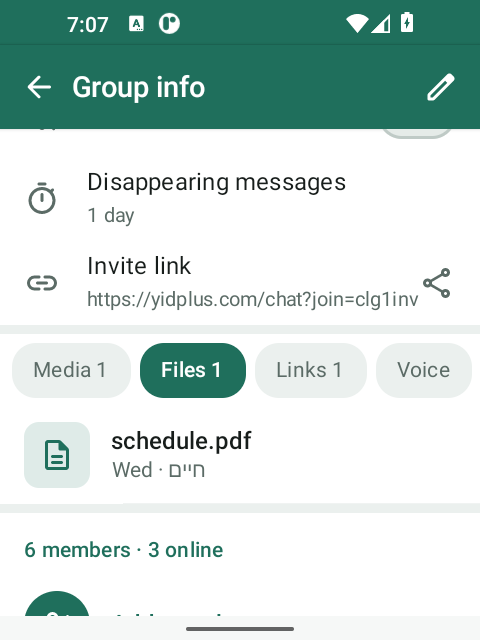 7:07
A
Group info
Disappearing messages
1 day
Invite link
https://yidplus.com/chat?join=clg1inv
Media 1
Files 1
Links 1
Voice
schedule.pdf
Wed · חיים
6 members · 3 online